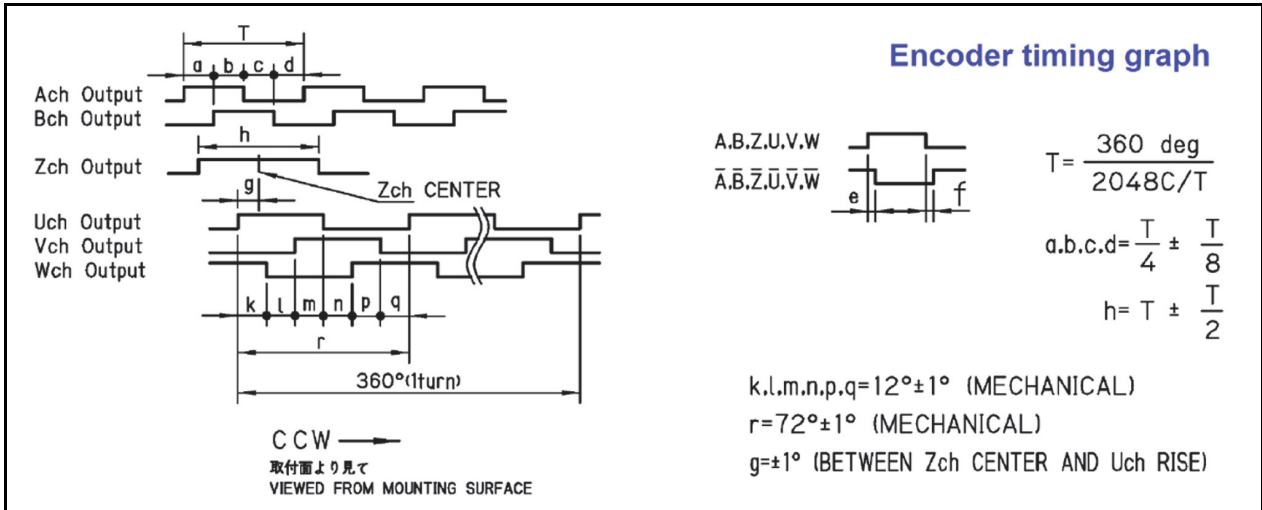 Encoder timing graph
T
a b c d
Ach Output
Bch Output
h
Zch Output
Zch CENTER
g
Uch Output
Vch Output
Wch Output
k l m n p q
r
360°(1turn)
CCW
取付面より見て
VIEWED FROM MOUNTING SURFACE
A.B.Z.U.V.W
A̅.B̅.Z̅.U̅.V̅.W̅
e f
T= 360 deg / 2048C/T
a.b.c.d= T/4 ± T/8
h= T ± T/2
k.l.m.n.p.q=12°±1° (MECHANICAL)
r=72°±1° (MECHANICAL)
g=±1° (BETWEEN Zch CENTER AND Uch RISE)